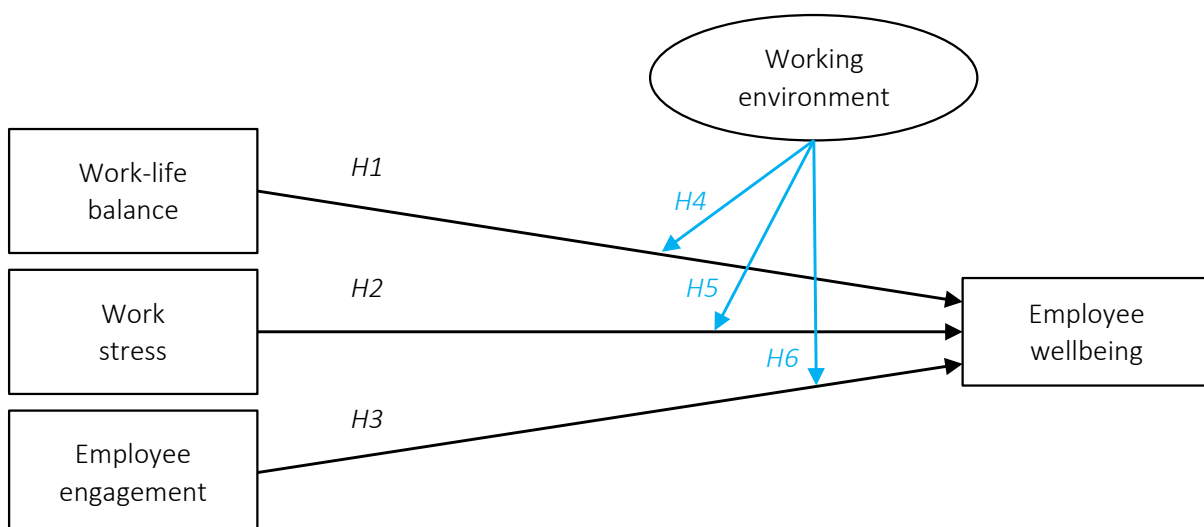 Working
environment
Work-life
balance
H1
H4
Work
stress
H2
H5
Employee
wellbeing
H6
Employee
engagement
H3